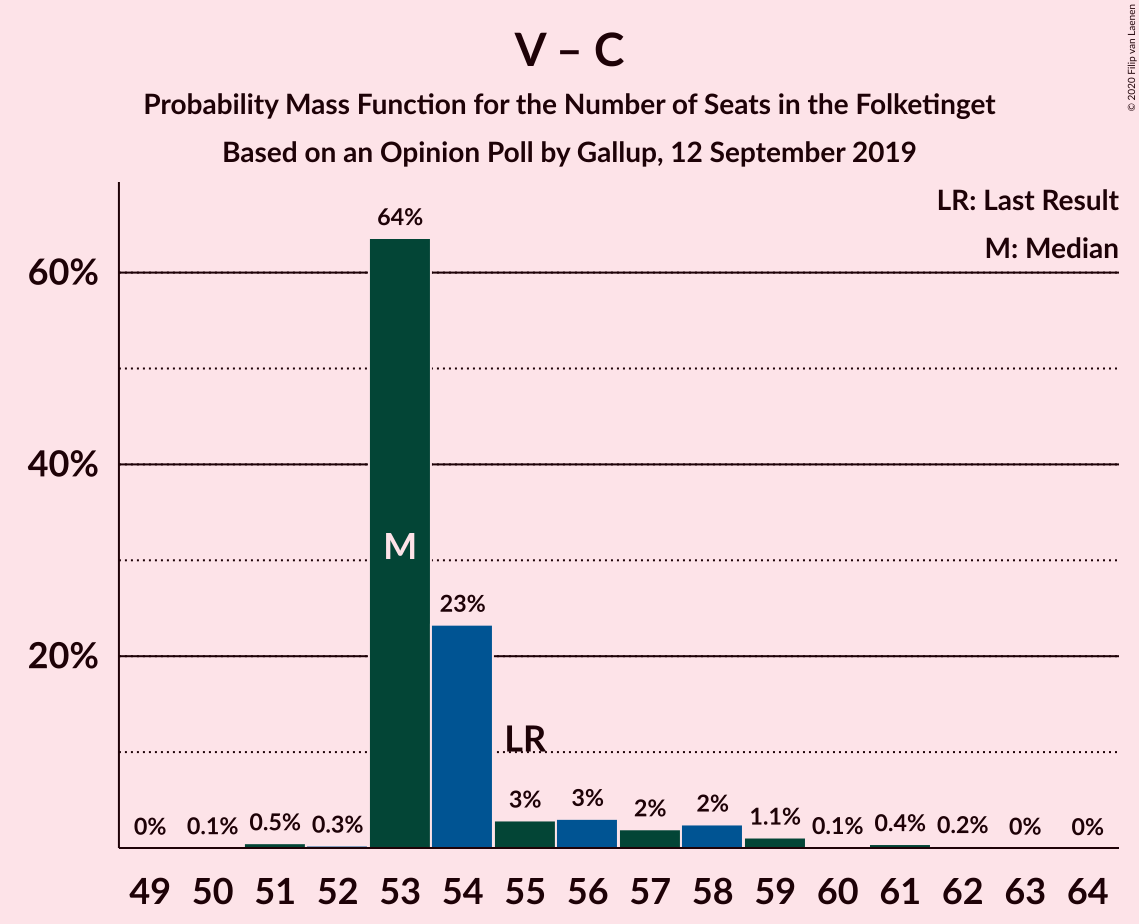 V – C
Probability Mass Function for the Number of Seats in the Folketinget
Based on an Opinion Poll by Gallup, 12 September 2019
© 2020 Filip van Laenen
LR: Last Result
M: Median
60%
40%
20%
0%
0.1%
0.5%
0.3%
64%
23%
3%
3%
2%
2%
1.1%
0.1%
0.4%
0.2%
0%
0%
M
LR
49 50 51 52 53 54 55 56 57 58 59 60 61 62 63 64